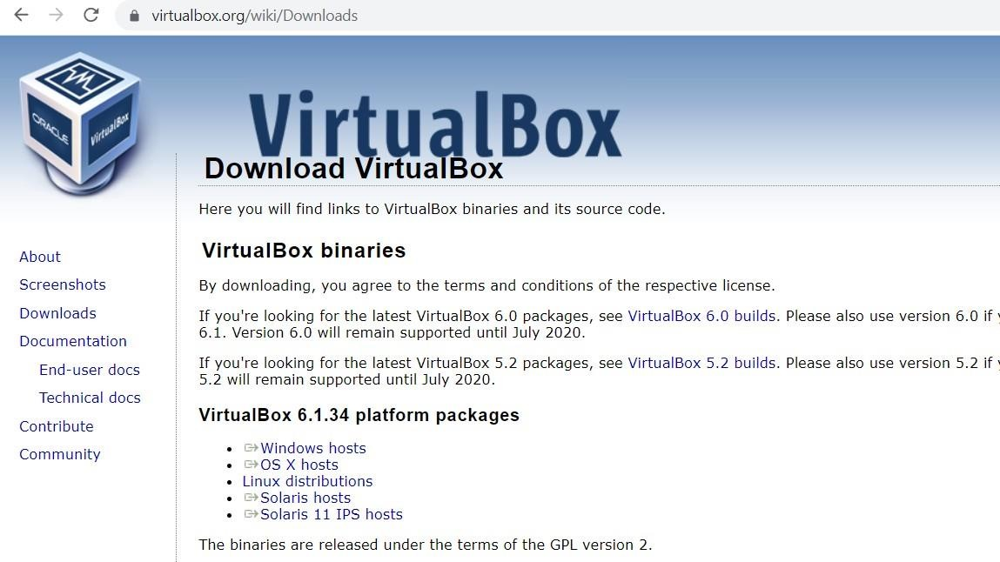 virtualbox.org/wiki/Downloads
ORACLE
VirtualBox
VirtualBox
Download VirtualBox
Here you will find links to VirtualBox binaries and its source code.
VirtualBox binaries
By downloading, you agree to the terms and conditions of the respective license.
If you're looking for the latest VirtualBox 6.0 packages, see VirtualBox 6.0 builds. Please also use version 6.0 if
6.1. Version 6.0 will remain supported until July 2020.
If you're looking for the latest VirtualBox 5.2 packages, see VirtualBox 5.2 builds. Please also use version 5.2 if
5.2 will remain supported until July 2020.
VirtualBox 6.1.34 platform packages
Windows hosts
OS X hosts
Linux distributions
Solaris hosts
Solaris 11 IPS hosts
The binaries are released under the terms of the GPL version 2.
About
Screenshots
Downloads
Documentation
End-user docs
Technical docs
Contribute
Community